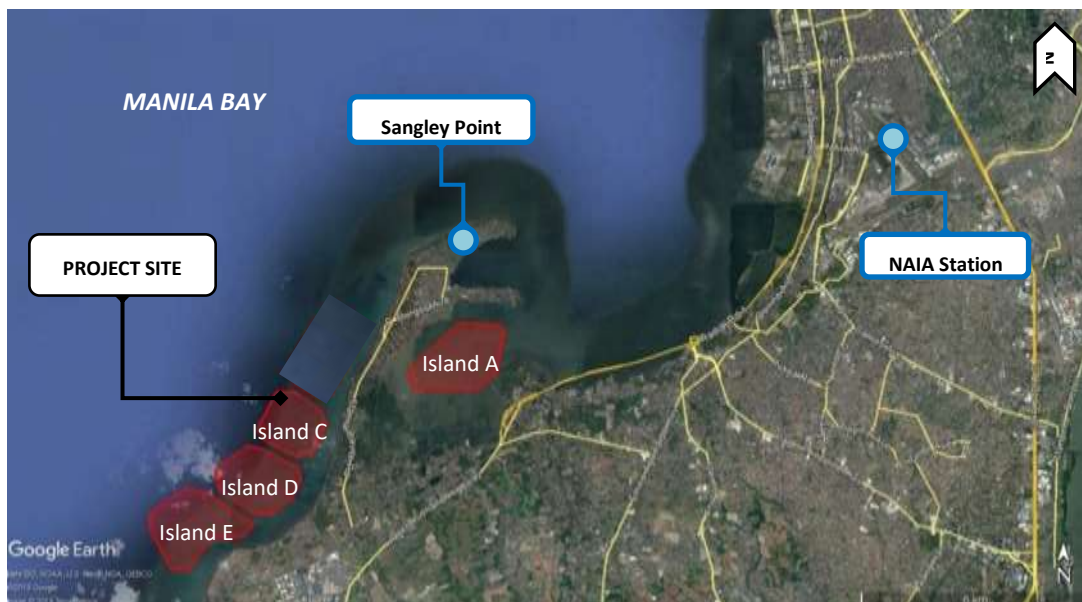 MANILA BAY
Sangley Point
PROJECT SITE
NAIA Station
Island A
Island C
Island D
Island E
Google Earth
N
N